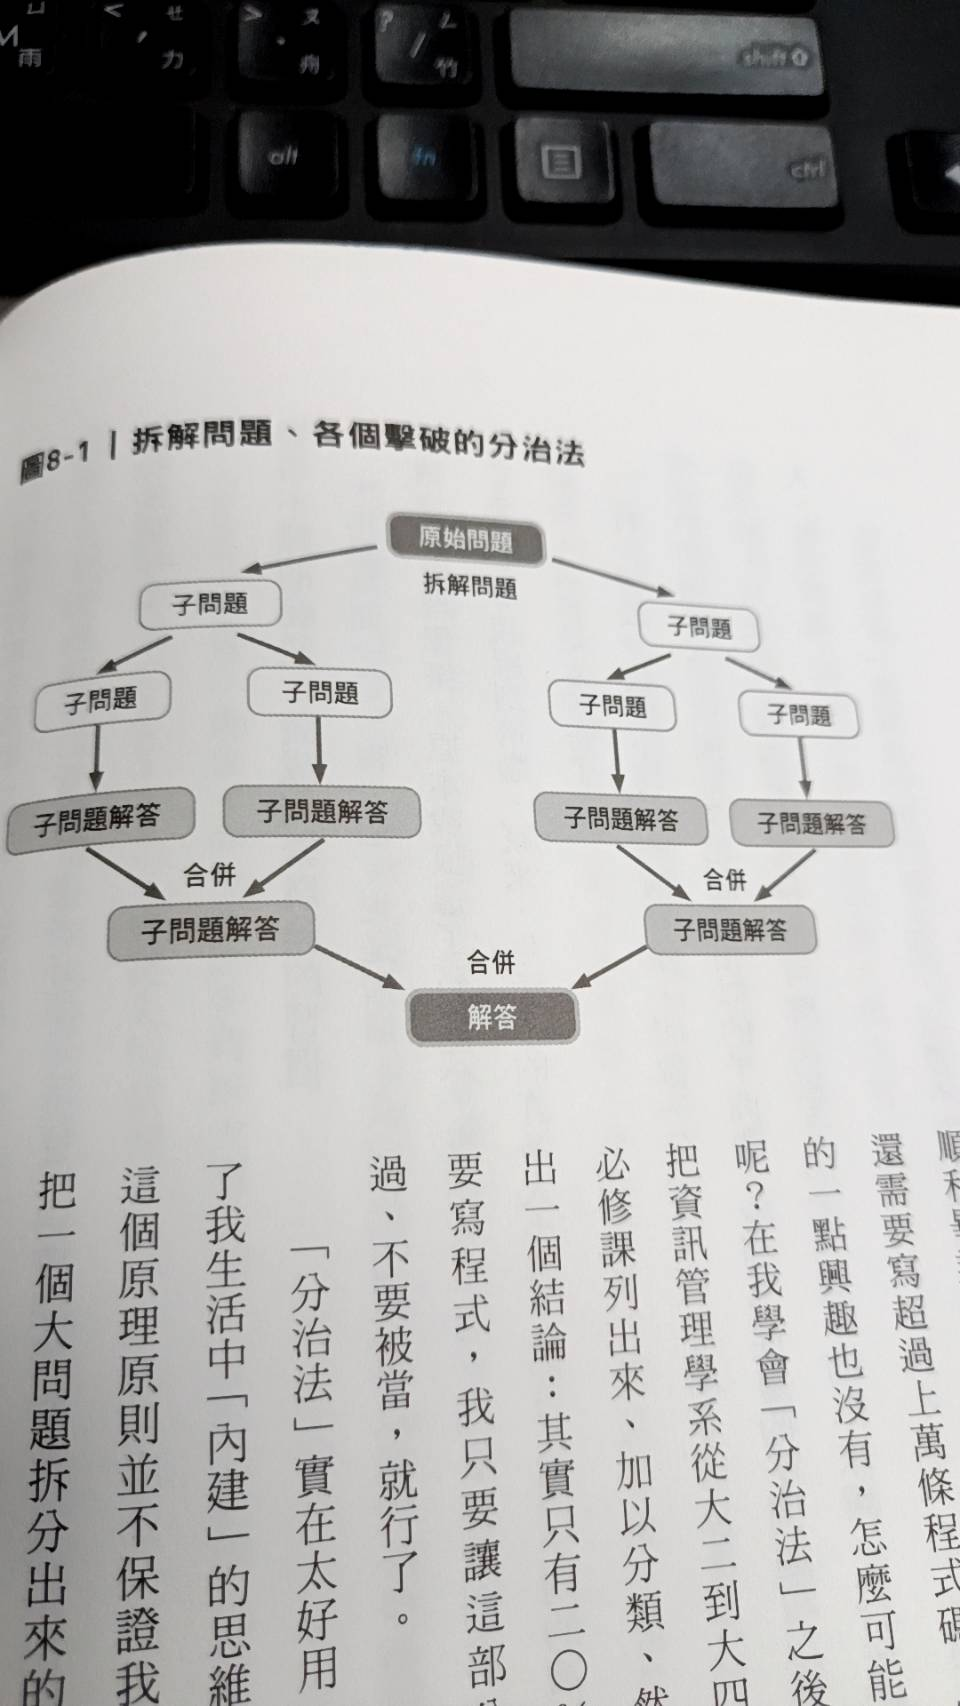 M ㄩ 雨
< , ㄝ ㄌ
> . ㄡ
? / ㄥ 竹
shift
alt
fn
ctrl
圖8-1｜拆解問題、各個擊破的分治法
原始問題
拆解問題
子問題
子問題
子問題
子問題
子問題
子問題
子問題解答
子問題解答
子問題解答
子問題解答
合併
合併
子問題解答
子問題解答
合併
解答
還需要寫超過上萬條程式碼
的一點興趣也沒有，怎麼可能
呢？在我學會「分治法」之後
把資訊管理學系從大二到大四
必修課列出來、加以分類、然
出一個結論：其實只有二〇%
要寫程式，我只要讓這部
過、不要被當，就行了。
「分治法」實在太好用
了我生活中「內建」的思維
這個原理原則並不保證我
把一個大問題拆分出來的